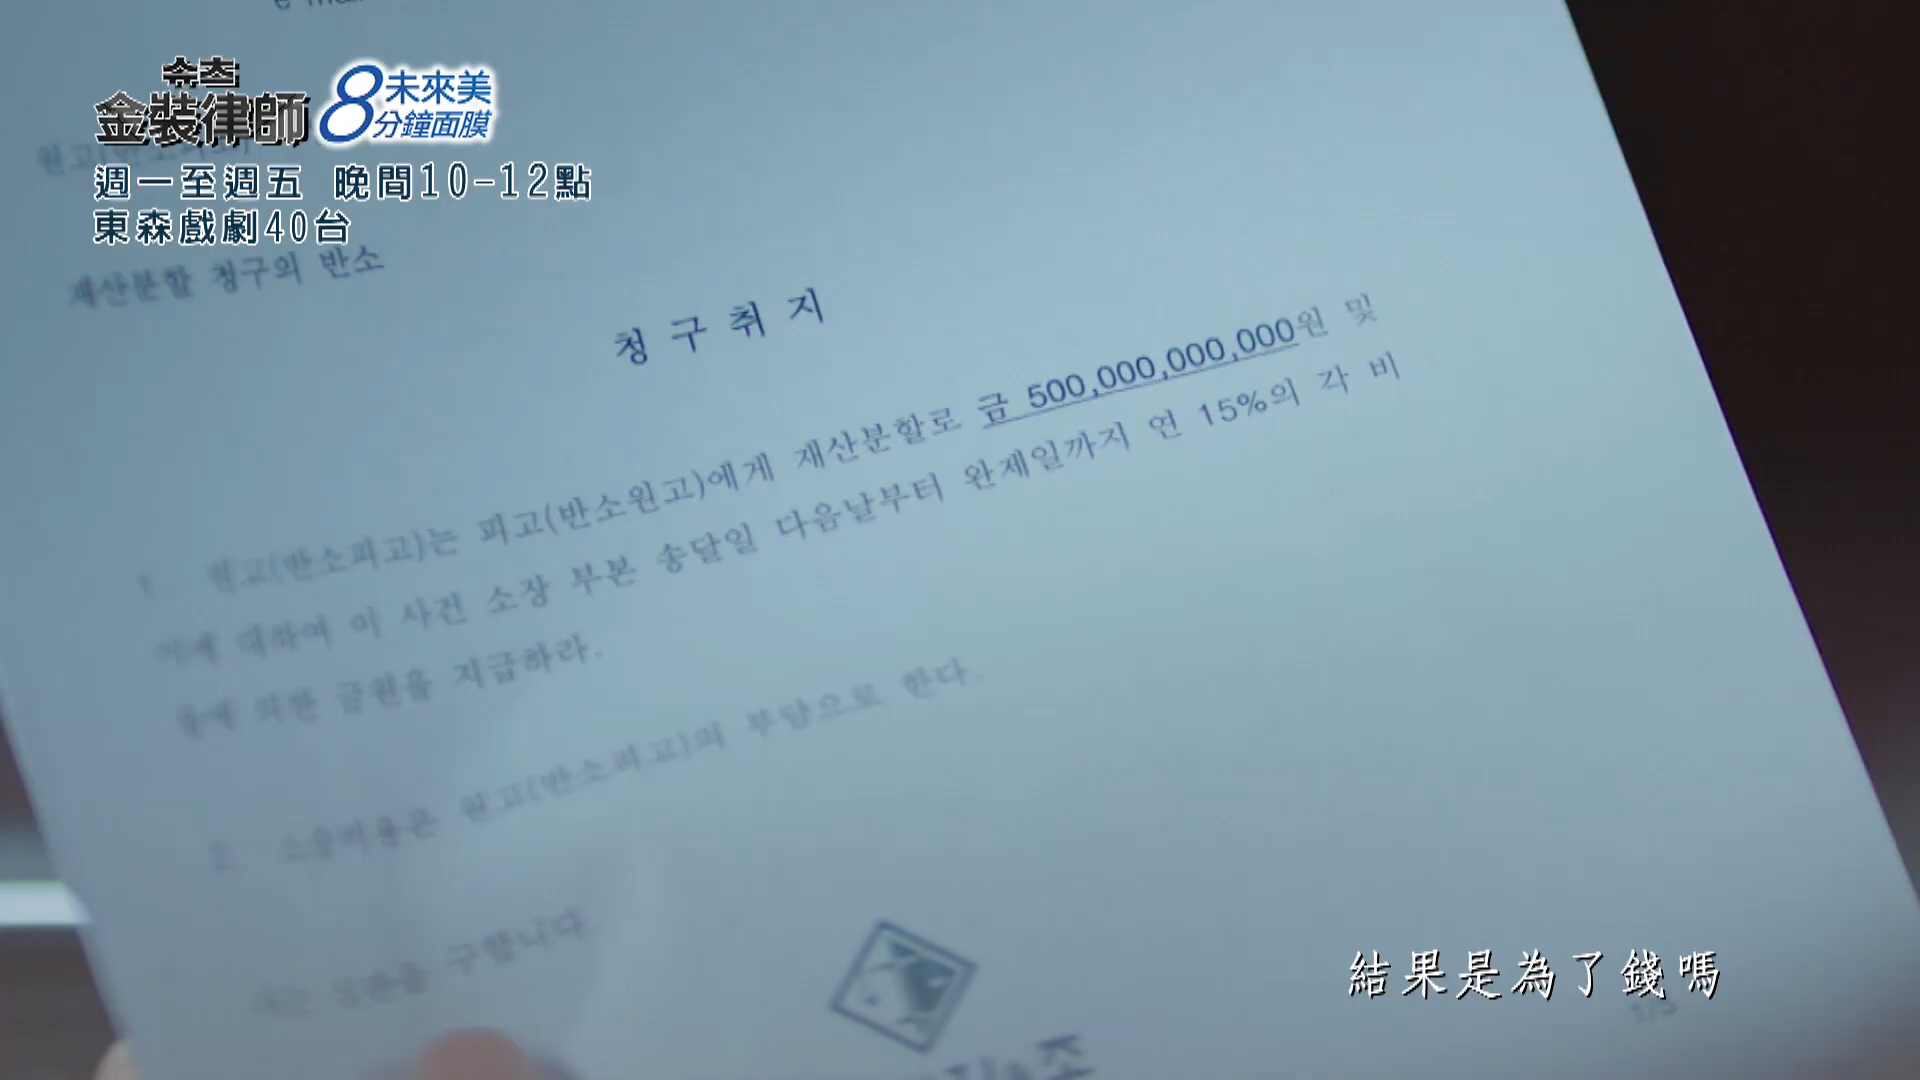 金裝律師
8
未來美
分鐘面膜
週一至週五 晚間10-12點
東森戲劇40台
재산분할 청구의 반소
청 구 취 지
1. 원고(반소피고)는 피고(반소원고)에게 재산분할로 금 500,000,000,000원 및
이에 대하여 이 사건 소장 부본 송달일 다음날부터 완제일까지 연 15%의 각 비
율에 의한 금원을 지급하라.
2. 소송비용은 원고(반소피고)의 부담으로 한다.
라는 판결을 구합니다.
結果是為了錢嗎
1/3